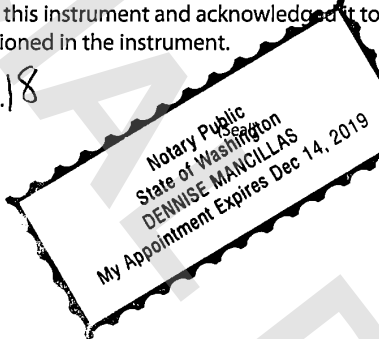 this instrument and acknowledged it to
ioned in the instrument.
.18
(Seal)
Notary Public
State of Washington
DENNISE MANCILLAS
My Appointment Expires Dec 14, 2019